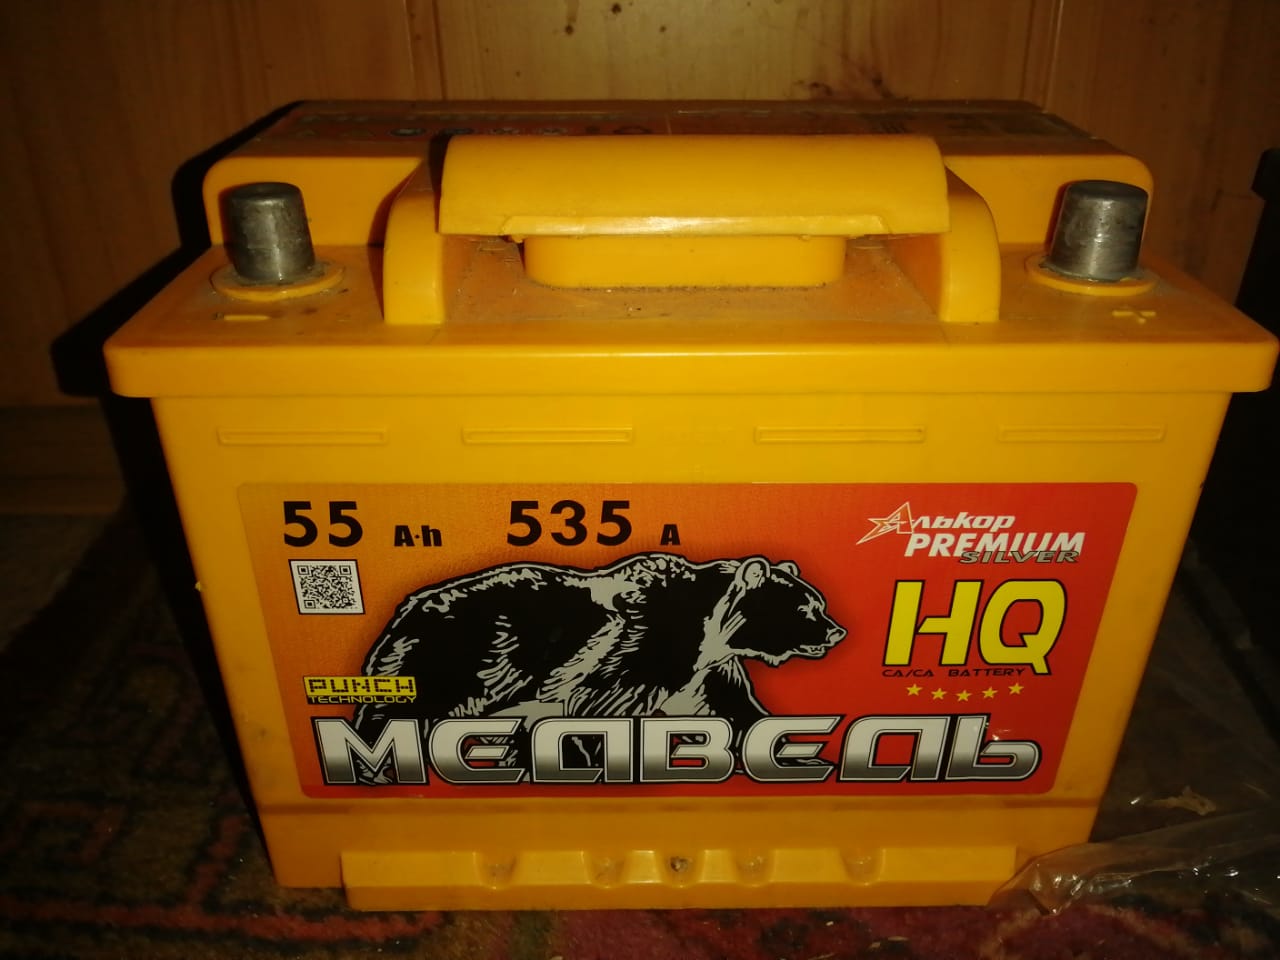 - +
55 A·h 535 A
Алькор
PREMIUM
SILVER
HQ
CA/CA BATTERY
PUNCH
TECHNOLOGY
МЕДВЕДЬ